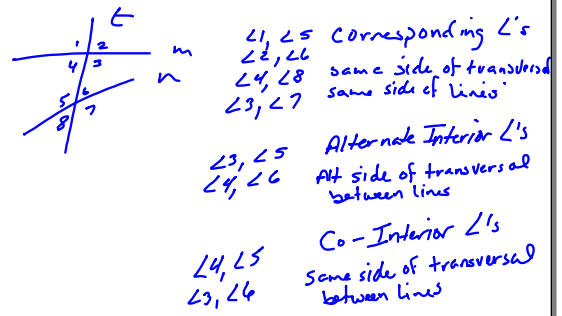 t
1 2
m
4 3
n
5 6
8 7
∠1, ∠5 Corresponding ∠'s
∠2, ∠6
∠4, ∠8 same side of transversal
∠3, ∠7 same side of lines
Alternate Interior ∠'s
∠3, ∠5
∠4, ∠6 Alt side of transversal
between lines
Co-Interior ∠'s
∠4, ∠5 same side of transversal
∠3, ∠6 between lines